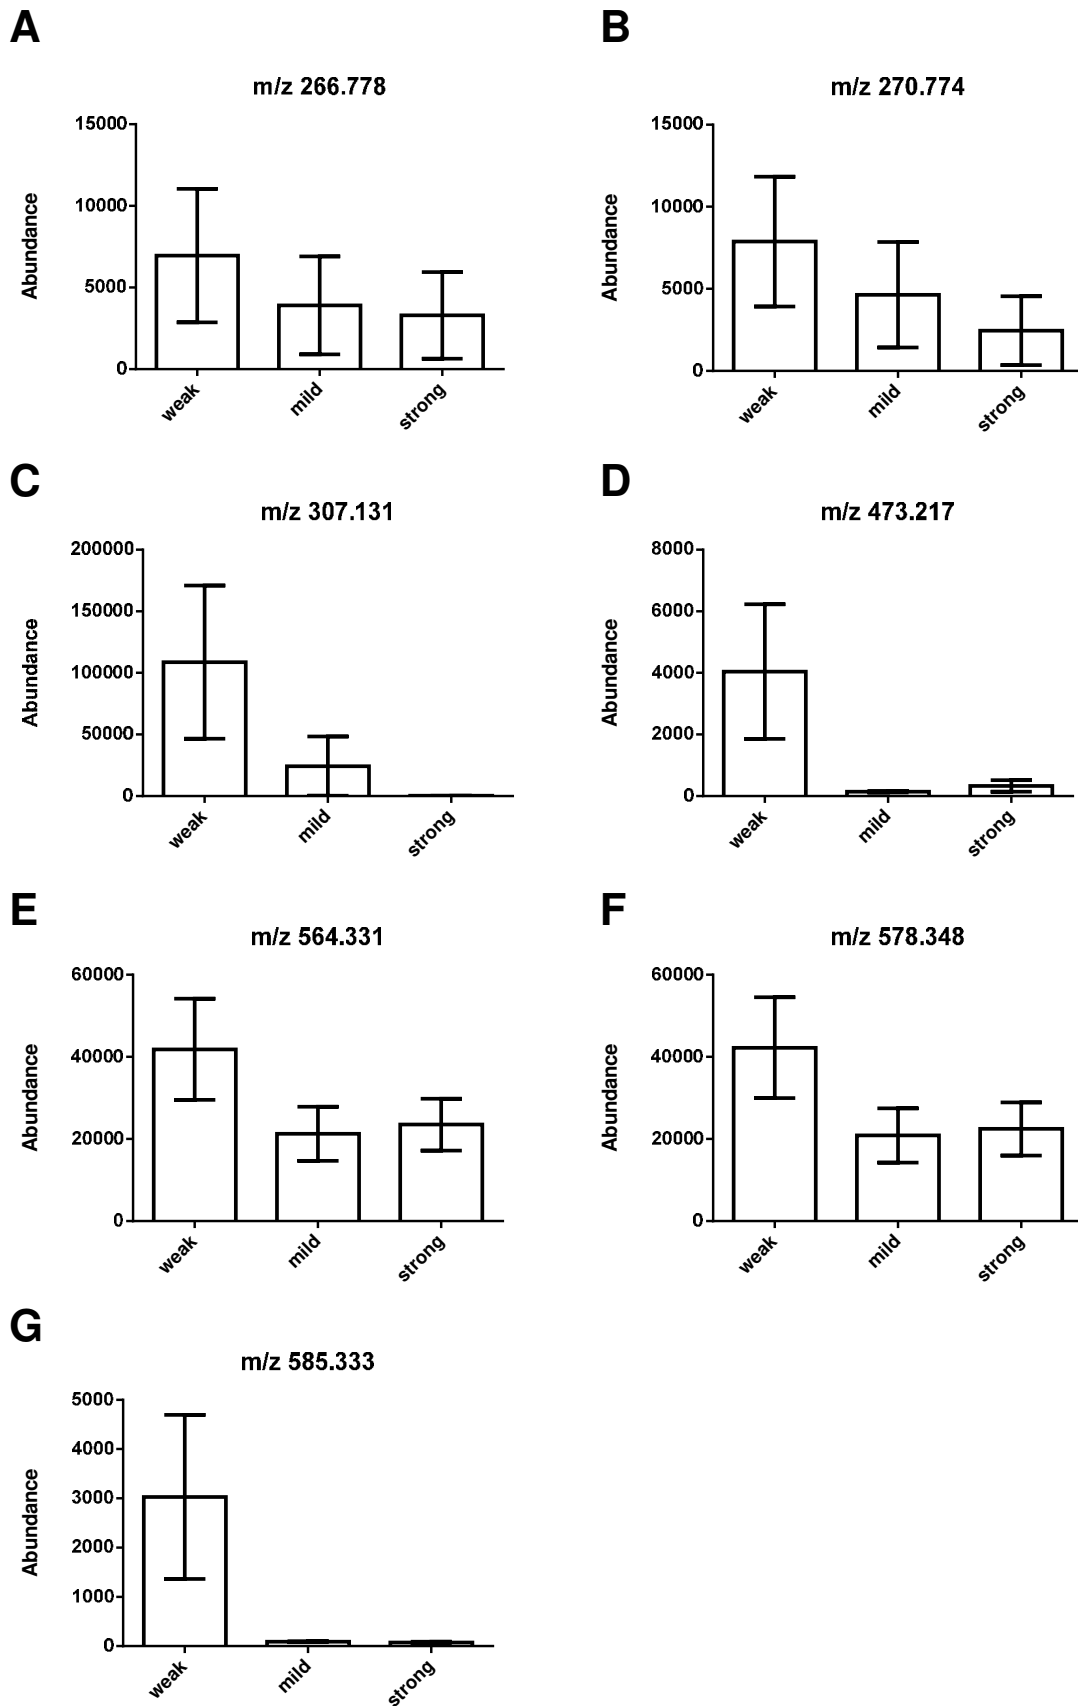 A
B
m/z 266.778
m/z 270.774
Abundance
15000
10000
5000
0
weak
mild
strong
Abundance
15000
10000
5000
0
weak
mild
strong
C
D
m/z 307.131
m/z 473.217
Abundance
200000
150000
100000
50000
0
weak
mild
strong
Abundance
8000
6000
4000
2000
0
weak
mild
strong
E
F
m/z 564.331
m/z 578.348
Abundance
60000
40000
20000
0
weak
mild
strong
Abundance
60000
40000
20000
0
weak
mild
strong
G
m/z 585.333
Abundance
5000
4000
3000
2000
1000
0
weak
mild
strong